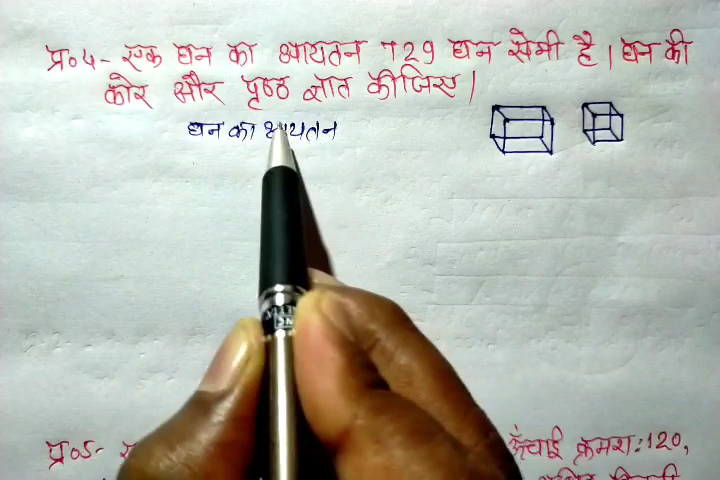 प्र०4- एक घन का आयतन 729 घन सेमी है। घन की
कोर और पृष्ठ ज्ञात कीजिए।
घन का आयतन
प्र०5-
ऊंचाई क्रमश: 120,